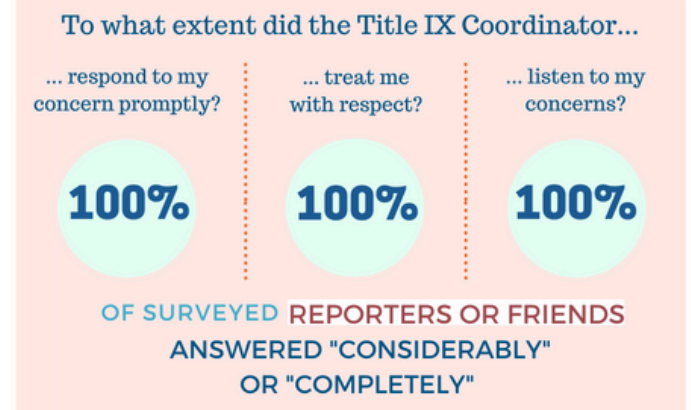 To what extent did the Title IX Coordinator...
... respond to my
concern promptly?
... treat me
with respect?
... listen to my
concerns?
100%
100%
100%
OF SURVEYED REPORTERS OR FRIENDS
ANSWERED "CONSIDERABLY"
OR "COMPLETELY"